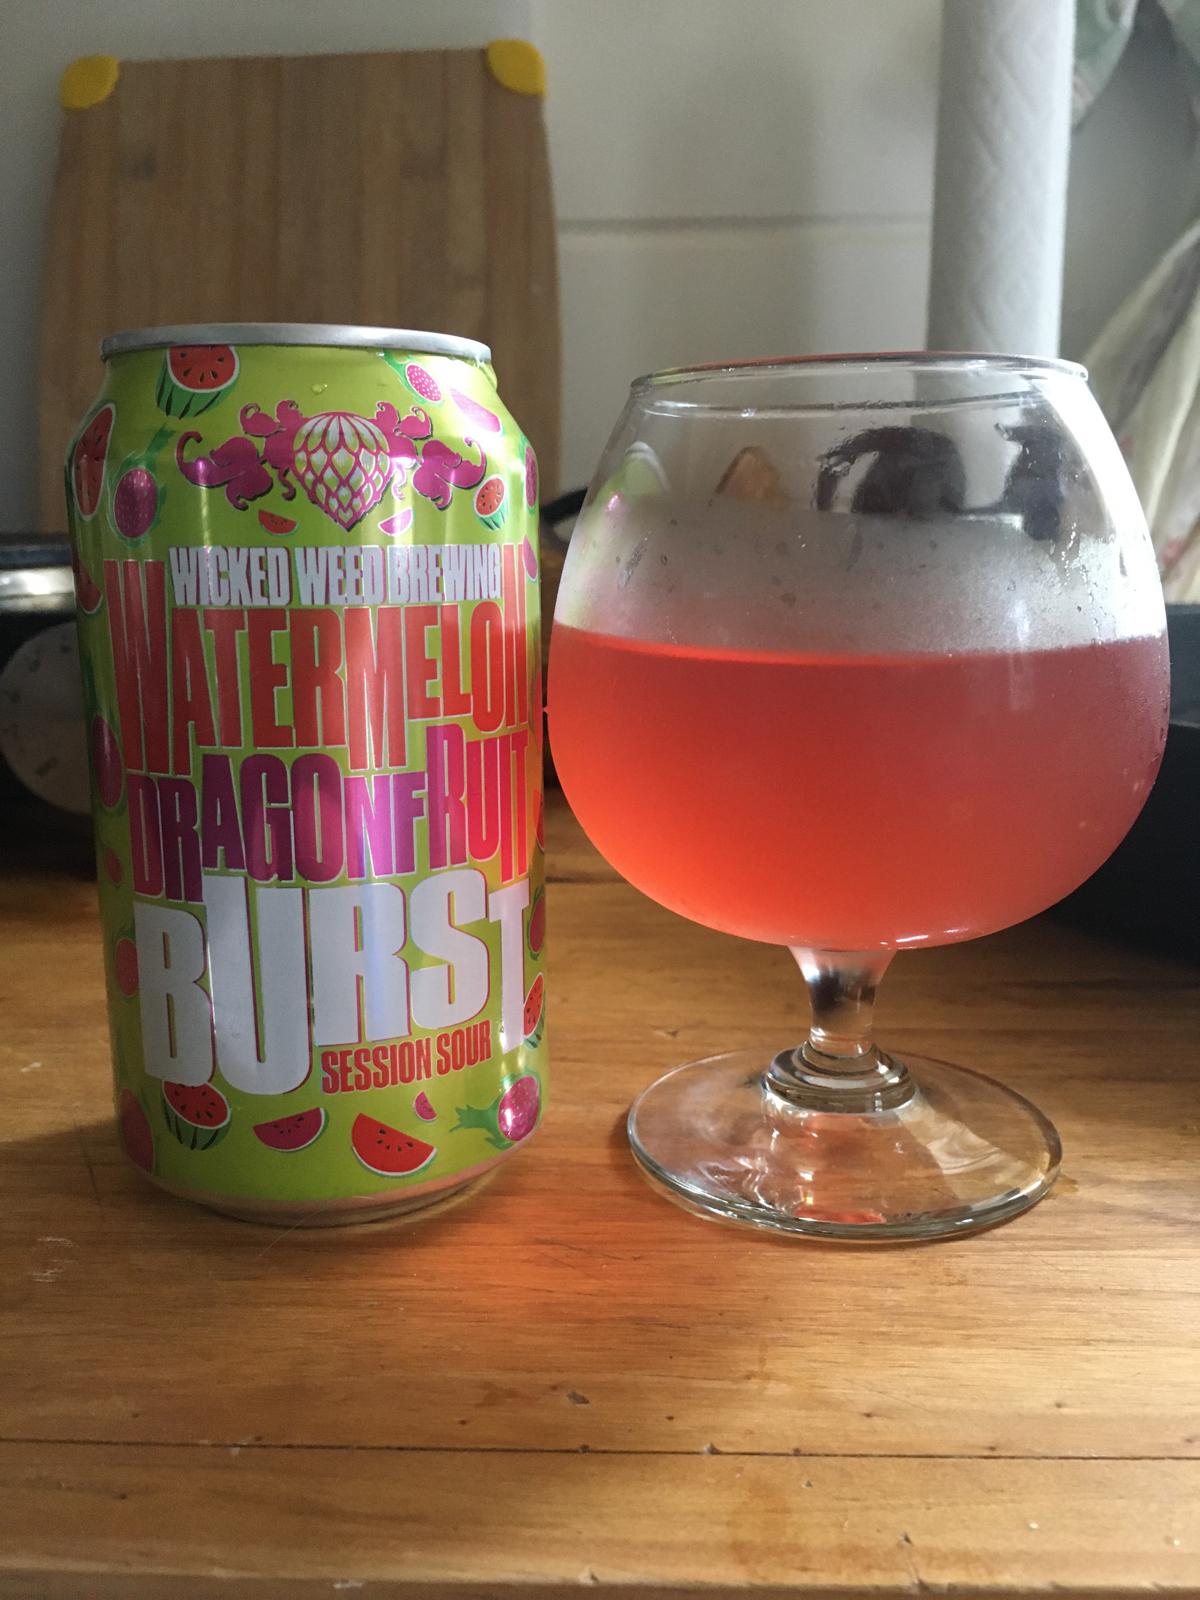 WICKED WEED BREWING
WATERMELON
DRAGONFRUIT
BURST
SESSION SOUR